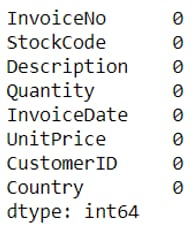 InvoiceNo      0
StockCode      0
Description    0
Quantity       0
InvoiceDate    0
UnitPrice      0
CustomerID     0
Country        0
dtype: int64